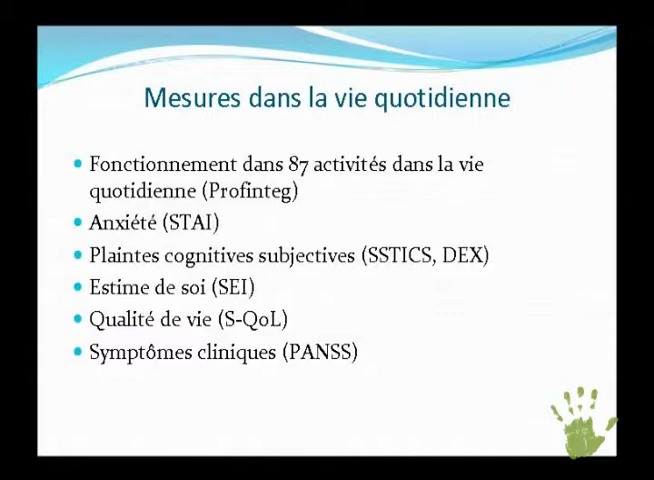 Mesures dans la vie quotidienne
Fonctionnement dans 87 activités dans la vie
quotidienne (Profinteg)
Anxiété (STAI)
Plaintes cognitives subjectives (SSTICS, DEX)
Estime de soi (SEI)
Qualité de vie (S-QoL)
Symptômes cliniques (PANSS)